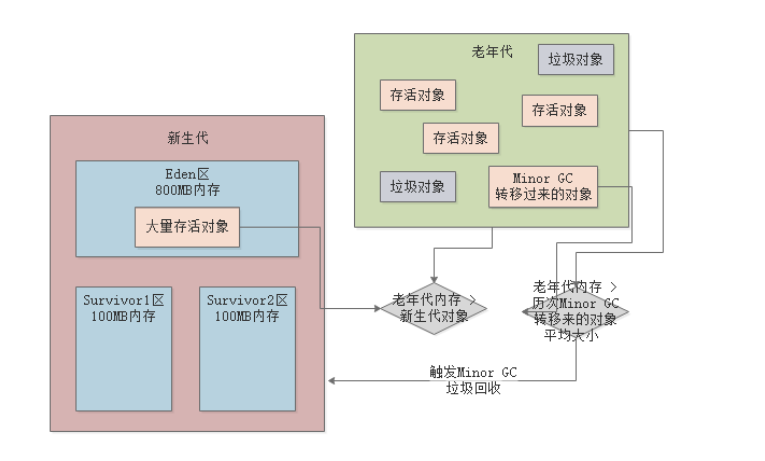 老年代
垃圾对象
存活对象
存活对象
存活对象
垃圾对象
Minor GC
转移过来的对象
新生代
Eden区
800MB内存
大量存活对象
Survivor1区
100MB内存
Survivor2区
100MB内存
老年代内存 >
新生代对象
老年代内存 >
历次Minor GC
转移来的对象
平均大小
触发Minor GC
垃圾回收